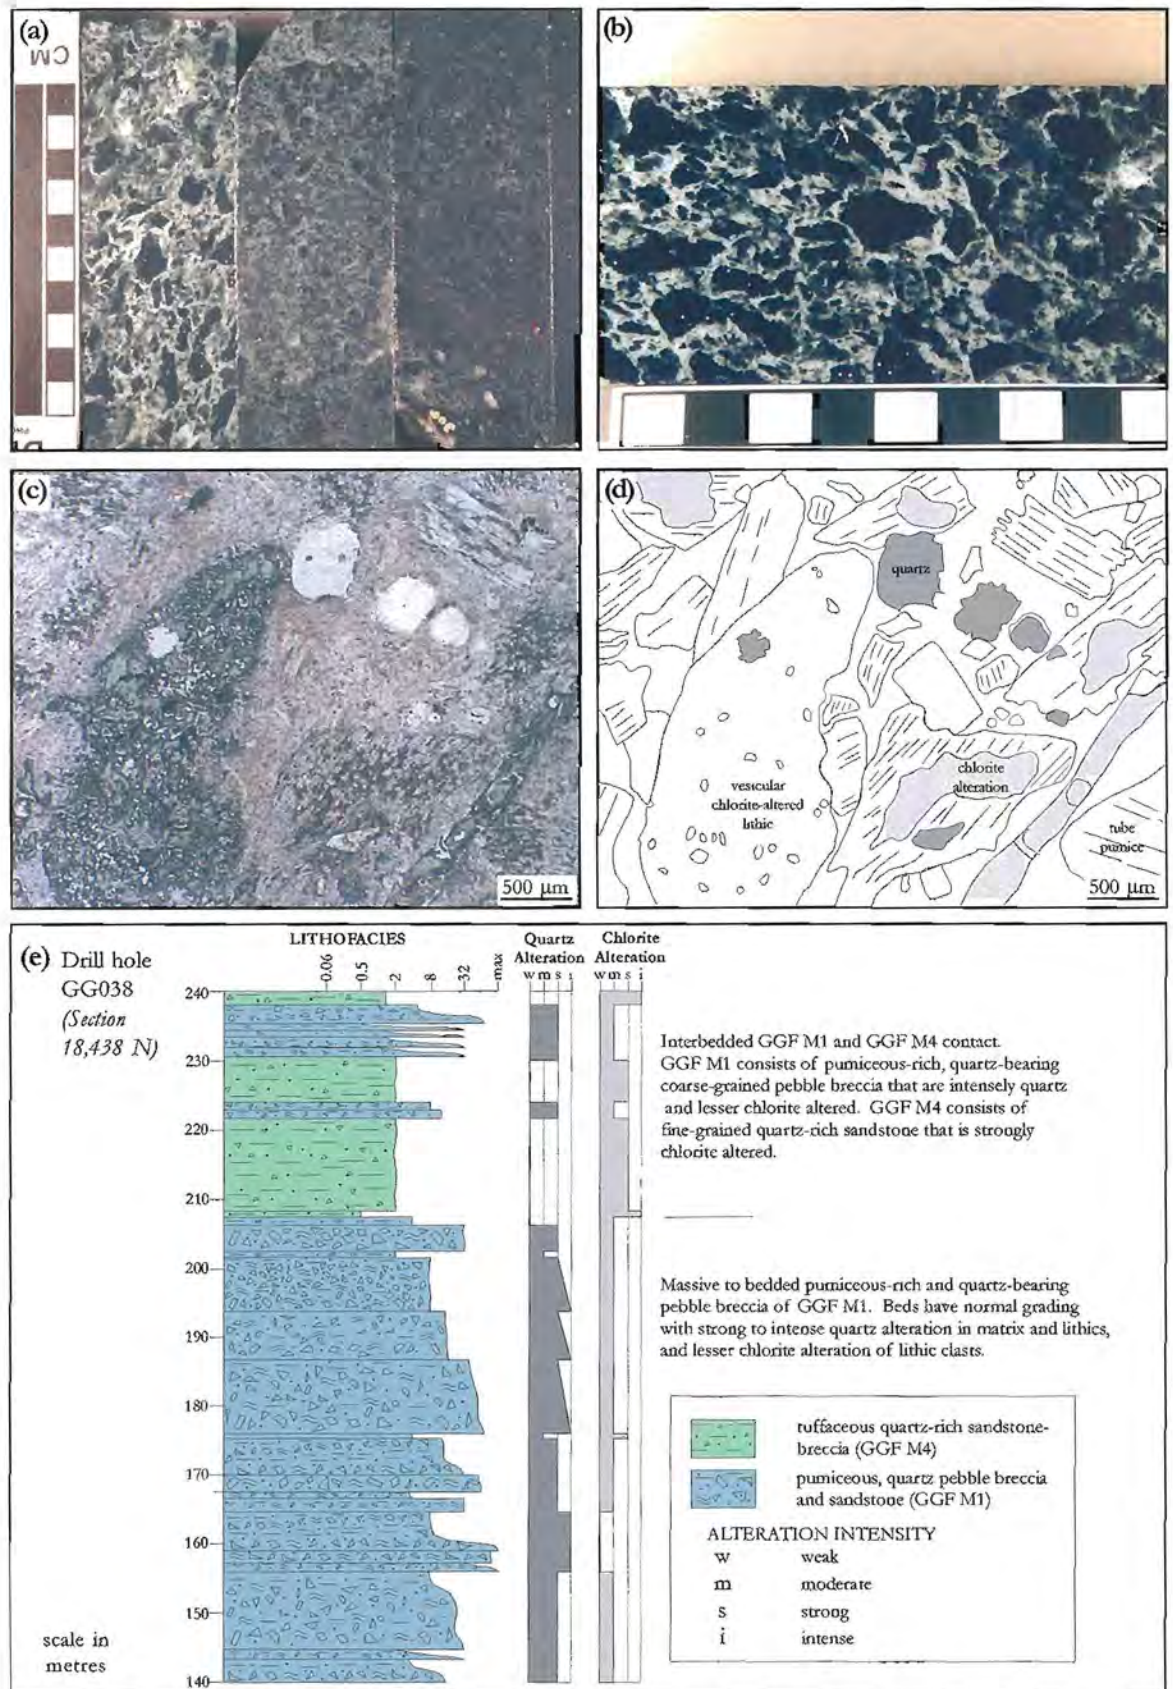 (a)
CM
(b)
(c)
500 µm
(d)
quartz
vesicular
chlorite-altered
lithic
chlorite
alteration
tube
pumice
500 µm
(e) Drill hole
GG038
(Section
18,438 N)
LITHOFACIES
0.06
0.5
2
8
32
max
Quartz
Alteration
w m s i
Chlorite
Alteration
w m s i
240
230
220
210
200
190
180
170
160
150
140
scale in
metres
Interbedded GGF M1 and GGF M4 contact.
GGF M1 consists of pumiceous-rich, quartz-bearing
coarse-grained pebble breccia that are intensely quartz
and lesser chlorite altered. GGF M4 consists of
fine-grained quartz-rich sandstone that is strongly
chlorite altered.
Massive to bedded pumiceous-rich and quartz-bearing
pebble breccia of GGF M1. Beds have normal grading
with strong to intense quartz alteration in matrix and lithics,
and lesser chlorite alteration of lithic clasts.
tuffaceous quartz-rich sandstone-
breccia (GGF M4)
pumiceous, quartz pebble breccia
and sandstone (GGF M1)
ALTERATION INTENSITY
w weak
m moderate
s strong
i intense